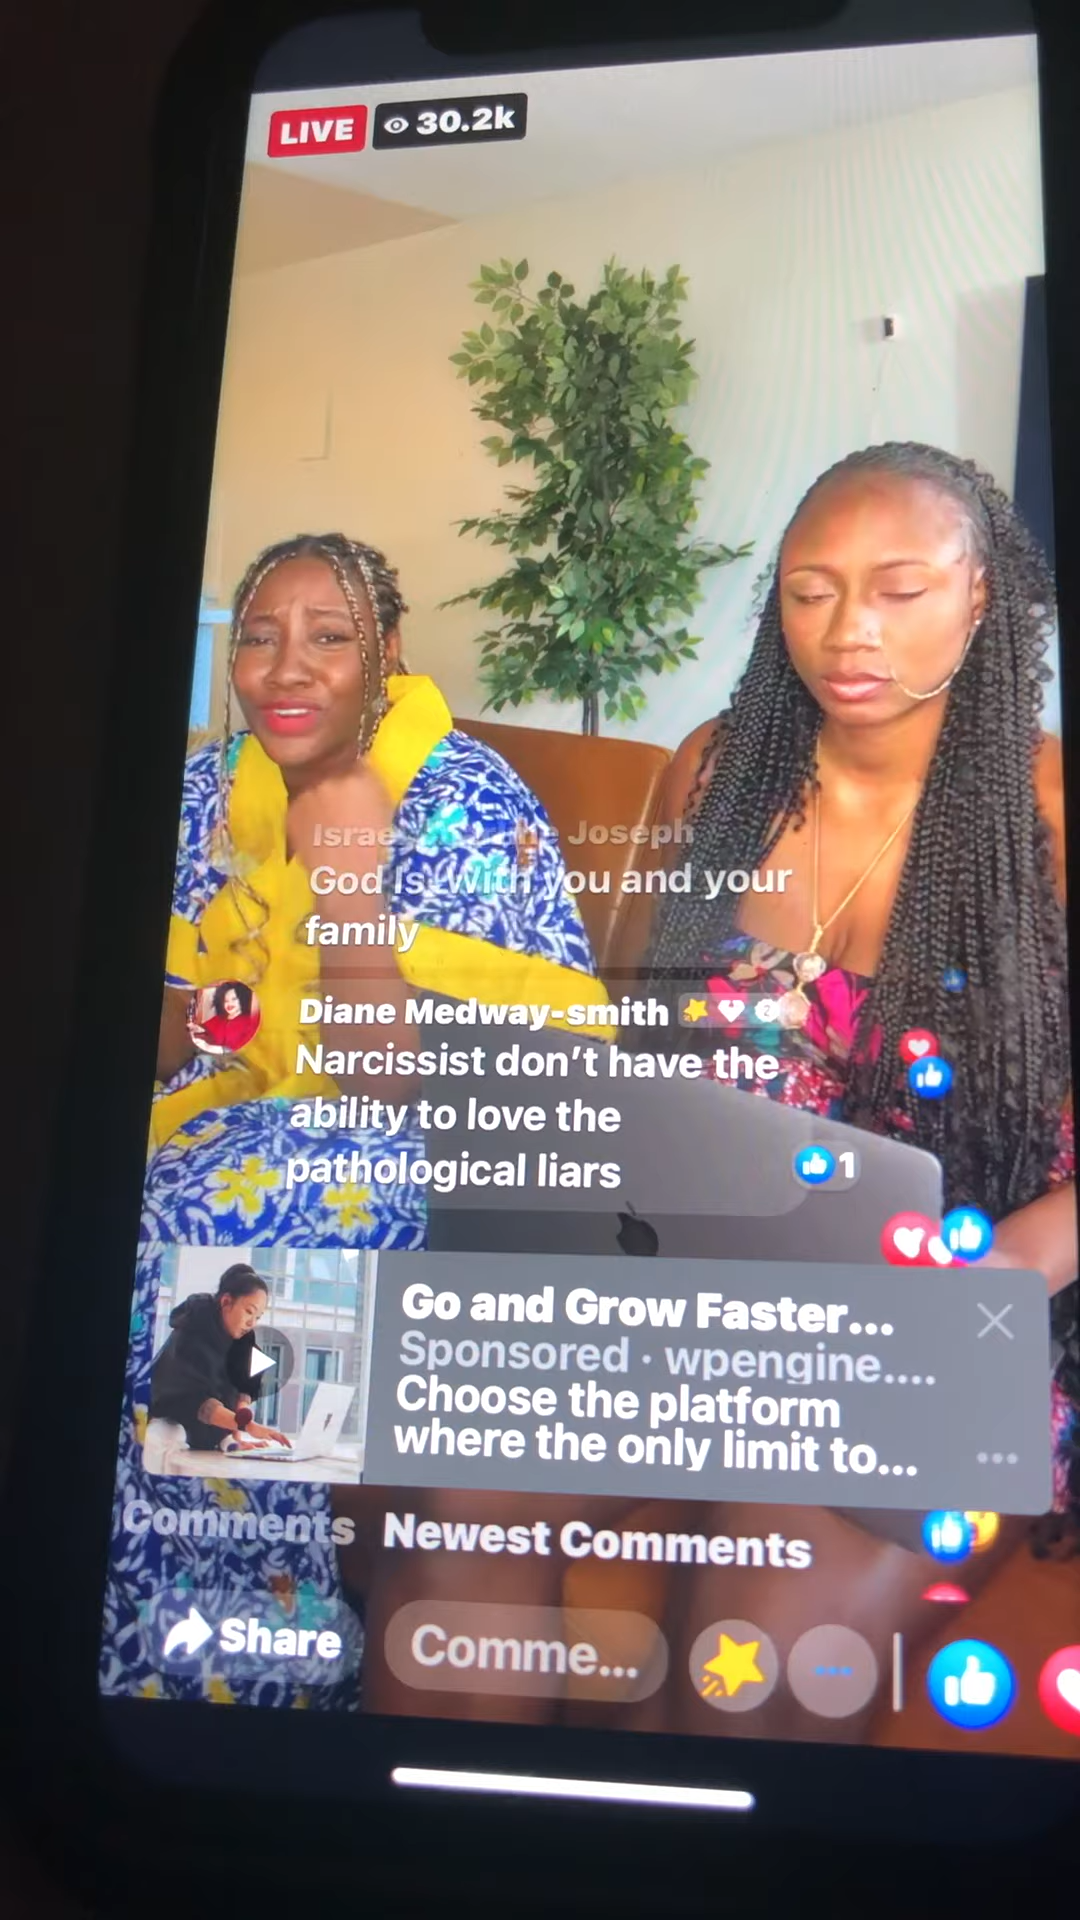 LIVE 30.2k
Joseph
God Is With you and your
family
Diane Medway-smith 2
Narcissist don't have the
ability to love the
pathological liars
1
Go and Grow Faster...
Sponsored · wpengine....
Choose the platform
where the only limit to...
Comments Newest Comments
Share Comme...